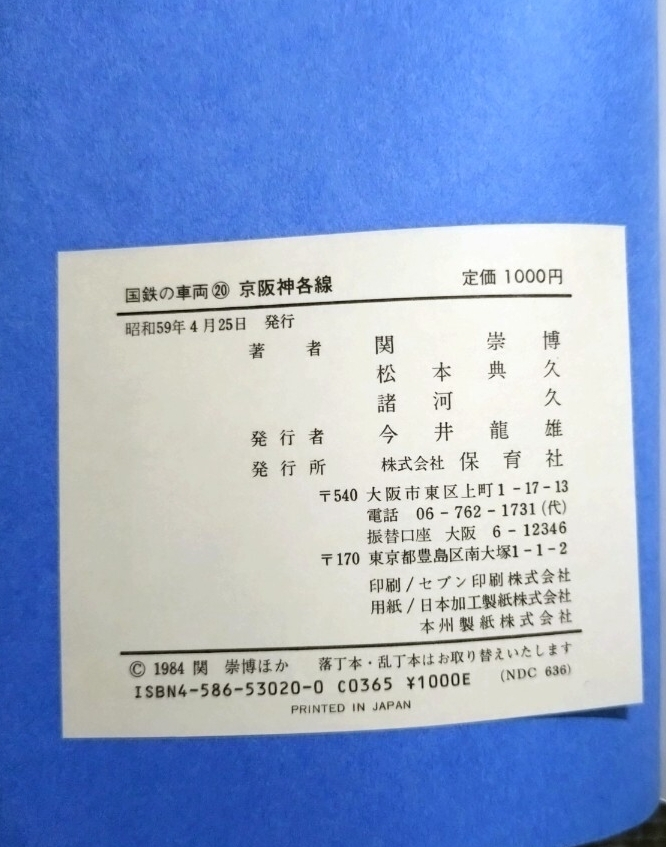 国鉄の車両⑳ 京阪神各線 定価 1000円
昭和59年4月25日 発行
著者 関 崇博
松本典久
諸河 久
発行者 今井龍雄
発行所 株式会社 保育社
〒540 大阪市東区上町1-17-13
電話 06-762-1731(代)
振替口座 大阪 6-12346
〒170 東京都豊島区南大塚1-1-2
印刷/セブン印刷株式会社
用紙/日本加工製紙株式会社
本州製紙株式会社
© 1984 関 崇博ほか 落丁本・乱丁本はお取り替えいたします
ISBN4-586-53020-0 C0365 ¥1000E (NDC 636)
PRINTED IN JAPAN